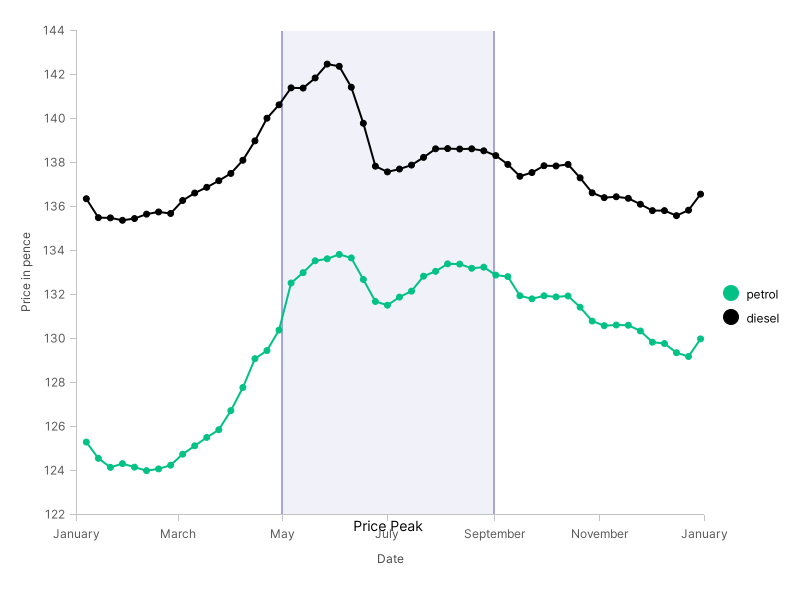 144
142
140
138
136
134
132
130
128
126
124
122
Price in pence
Price Peak
January March May July September November January
Date
petrol
diesel